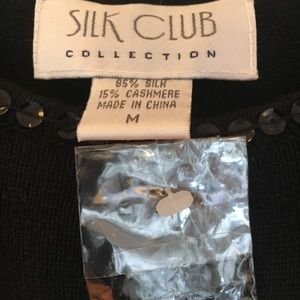 SILK CLUB
COLLECTION
85% SILK
15% CASHMERE
MADE IN CHINA
M